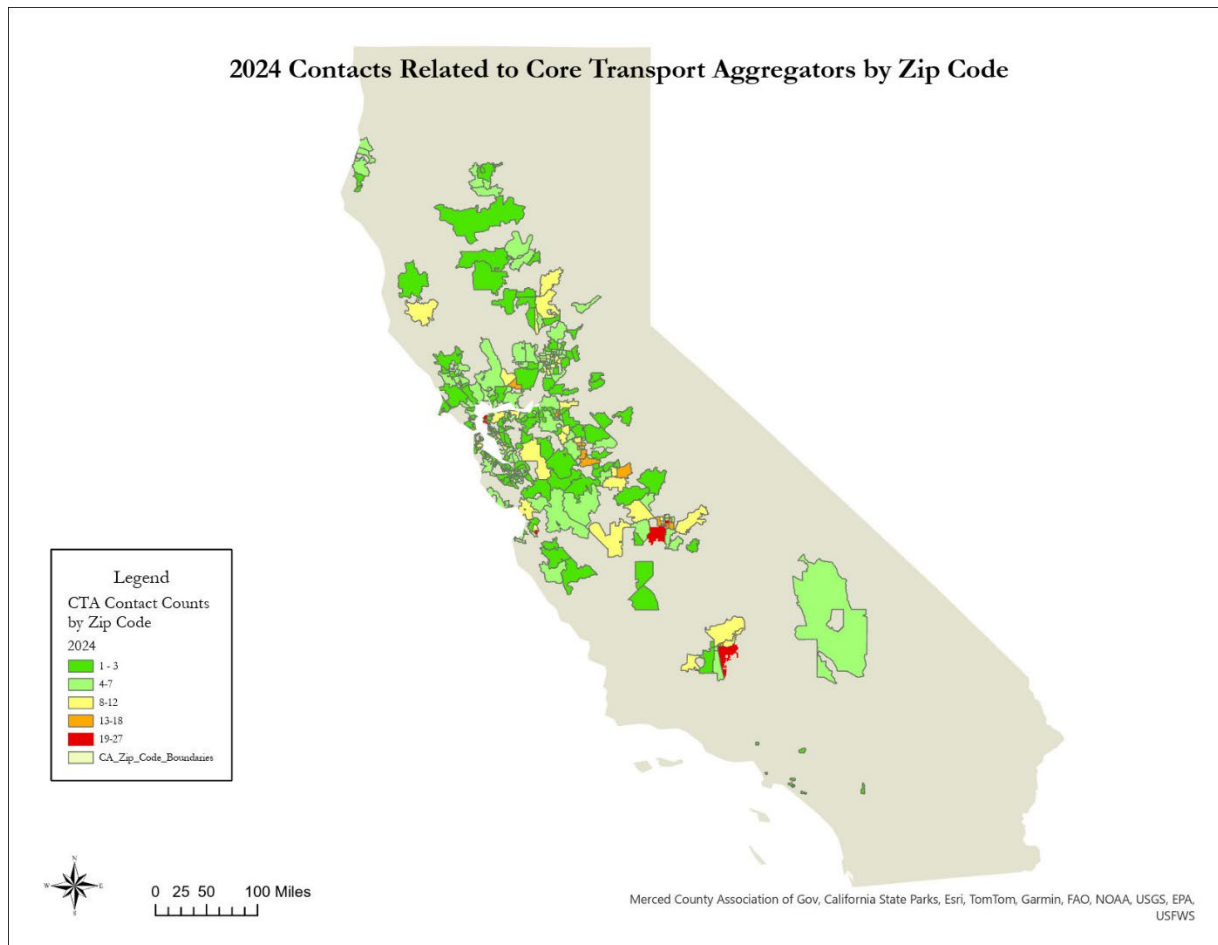 2024 Contacts Related to Core Transport Aggregators by Zip Code
Legend
CTA Contact Counts
by Zip Code
2024
1 - 3
4-7
8-12
13-18
19-27
CA_Zip_Code_Boundaries
N
W
E
S
0 25 50 100 Miles
Merced County Association of Gov, California State Parks, Esri, TomTom, Garmin, FAO, NOAA, USGS, EPA,
USFWS